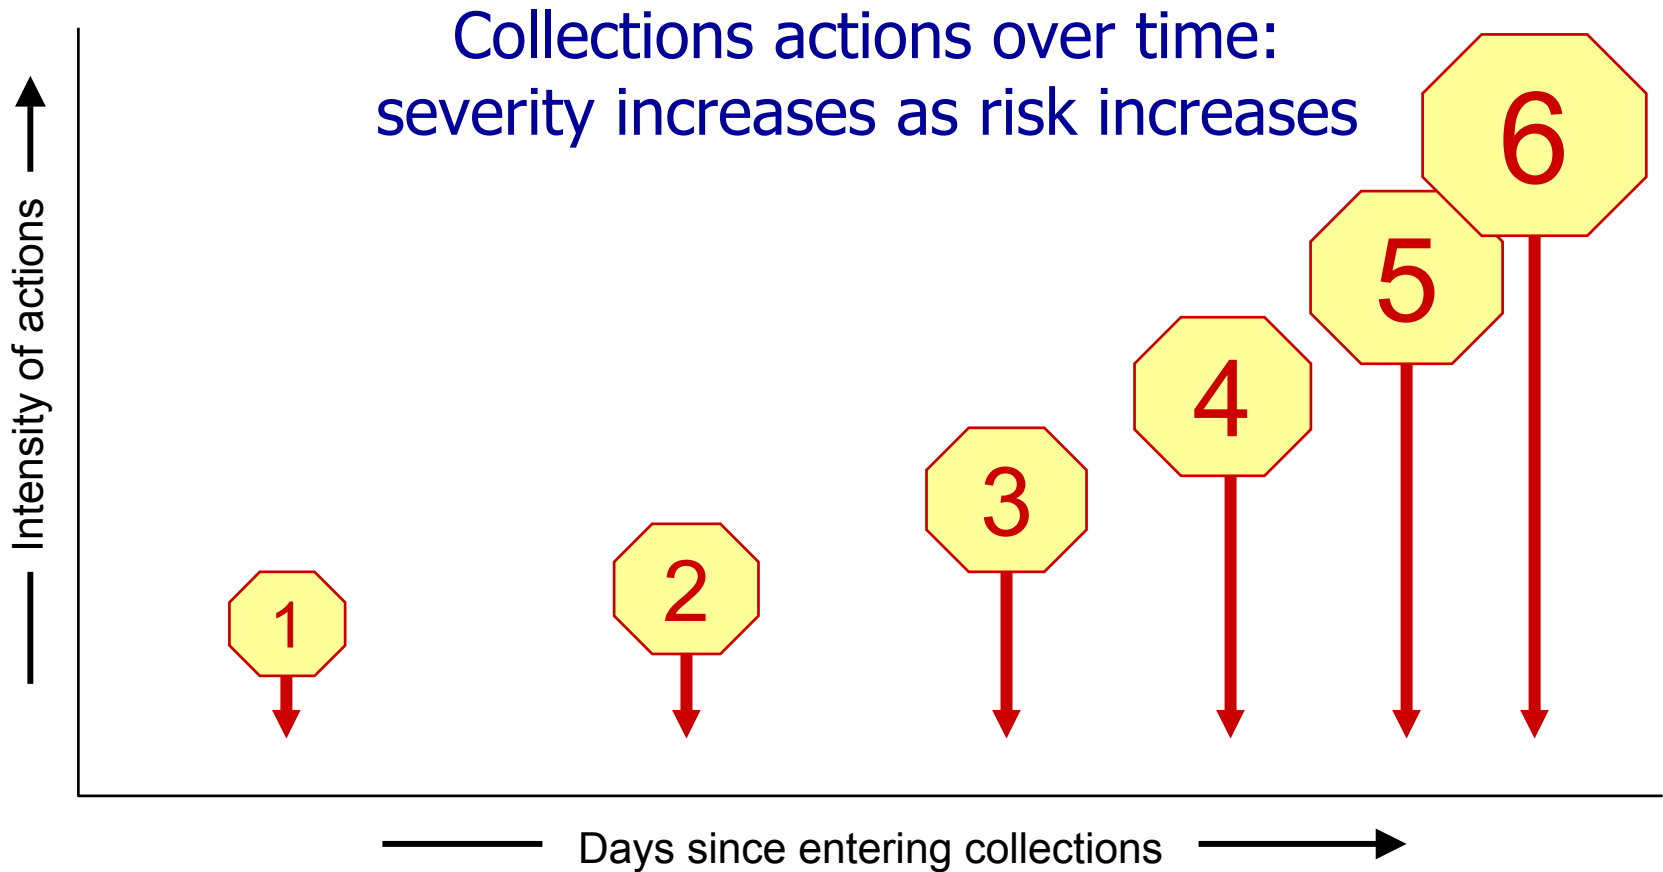 Collections actions over time:
severity increases as risk increases
Intensity of actions
1
2
3
4
5
6
Days since entering collections